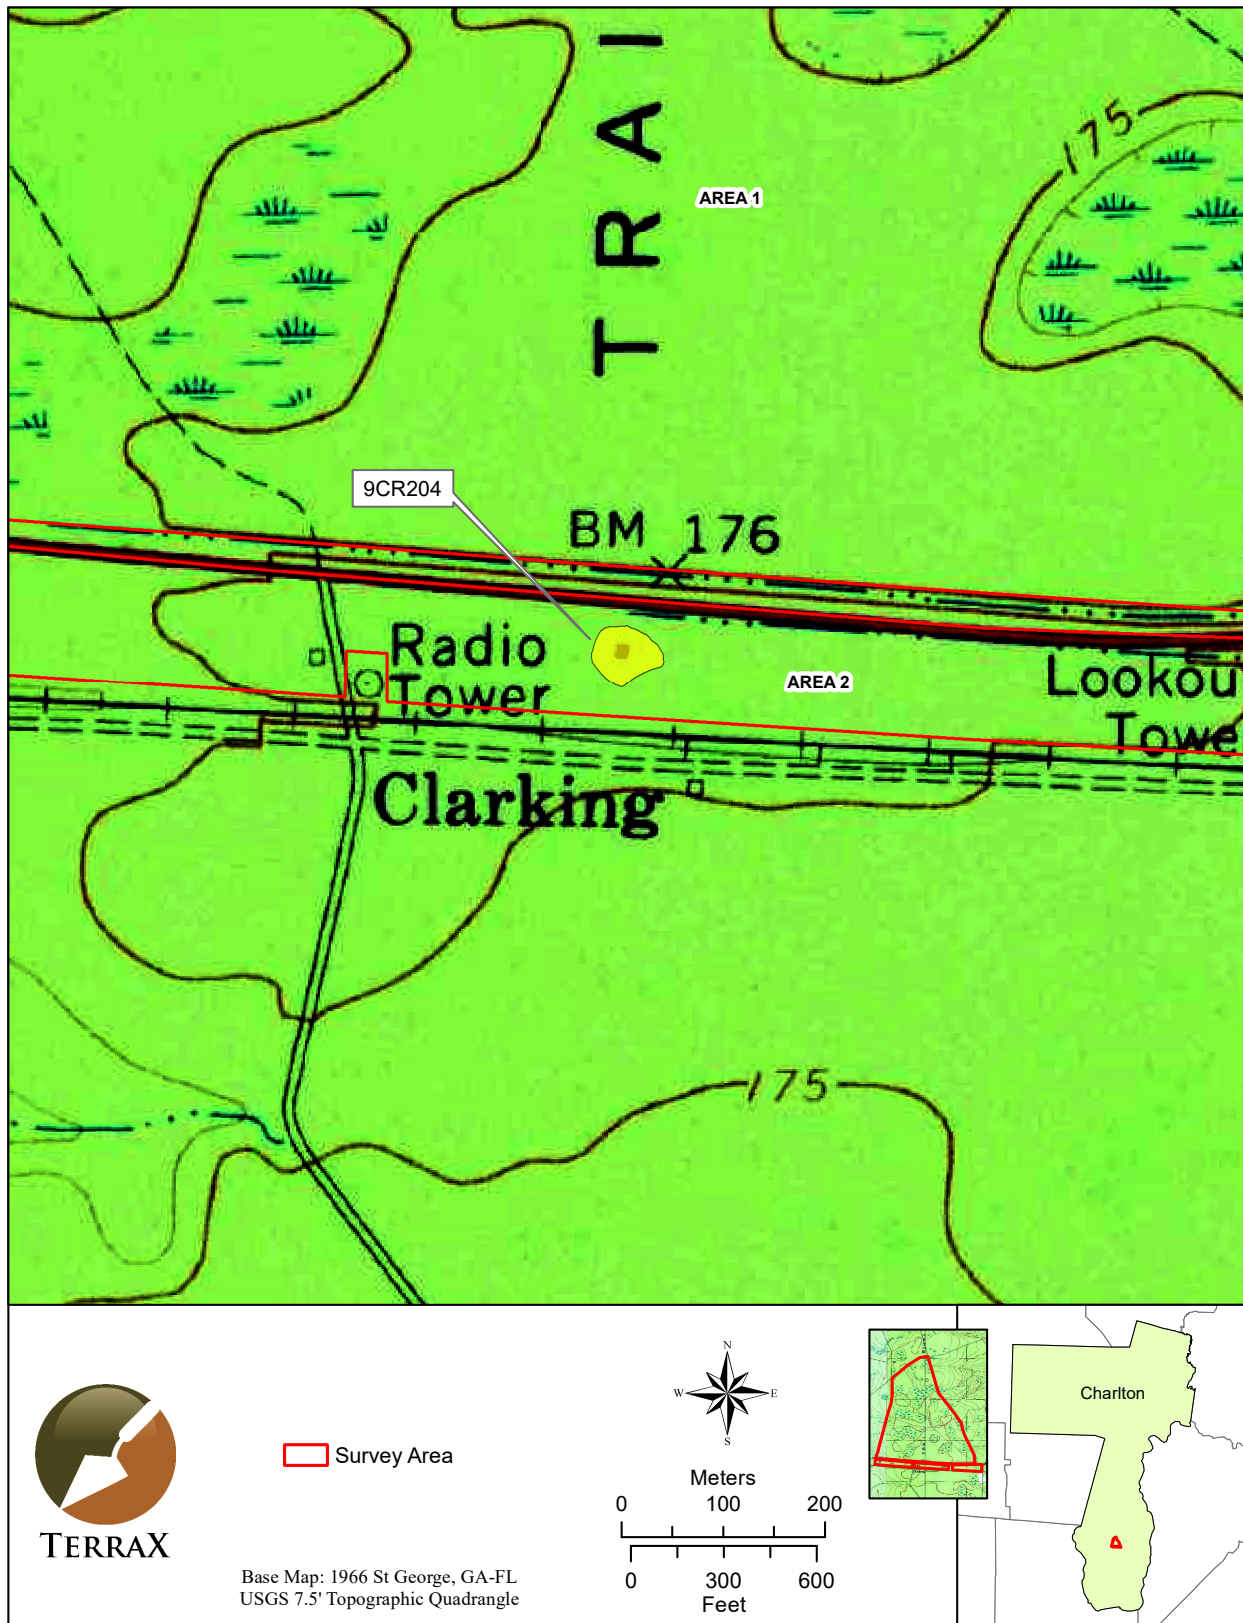 TRAI
AREA 1
175
9CR204
BM 176
Radio
Tower
AREA 2
Lookou
Towe
Clarking
175
TERRAX
Survey Area
Base Map: 1966 St George, GA-FL
USGS 7.5' Topographic Quadrangle
N
W
E
S
Meters
0 100 200
0 300 600
Feet
Charlton